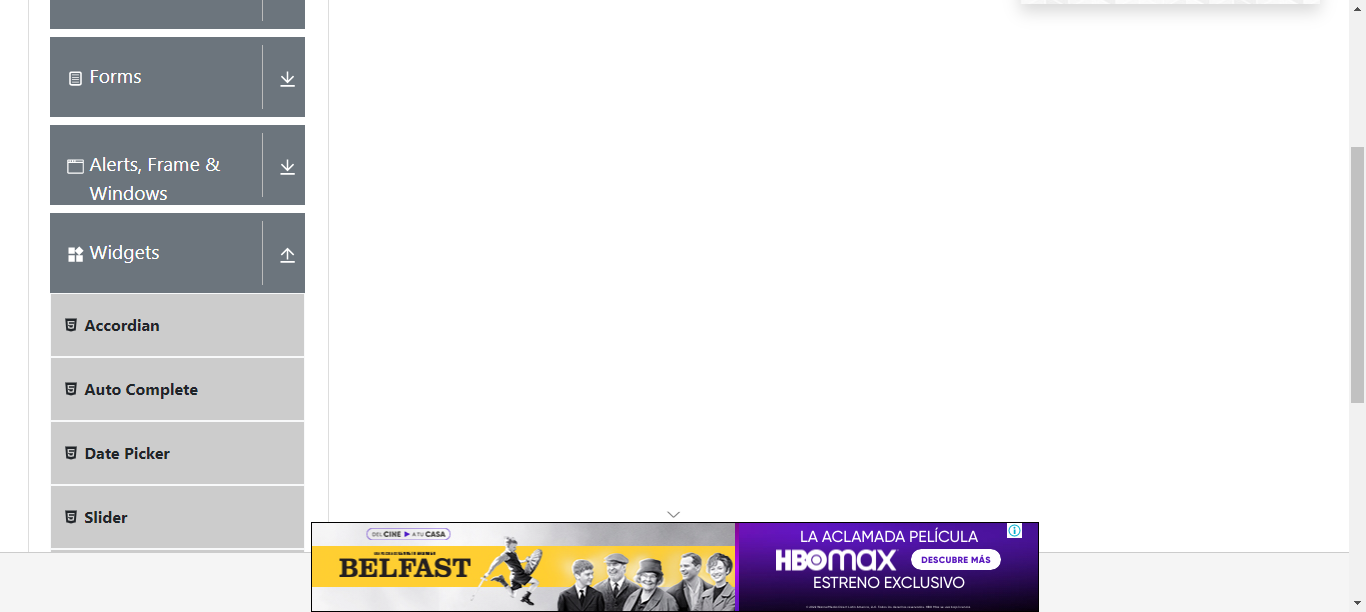 Forms
Alerts, Frame &
Windows
Widgets
Accordian
Auto Complete
Date Picker
Slider
DEL CINE A TU CASA
BELFAST
LA ACLAMADA PELÍCULA
HBOMAX
DESCUBRE MÁS
ESTRENO EXCLUSIVO